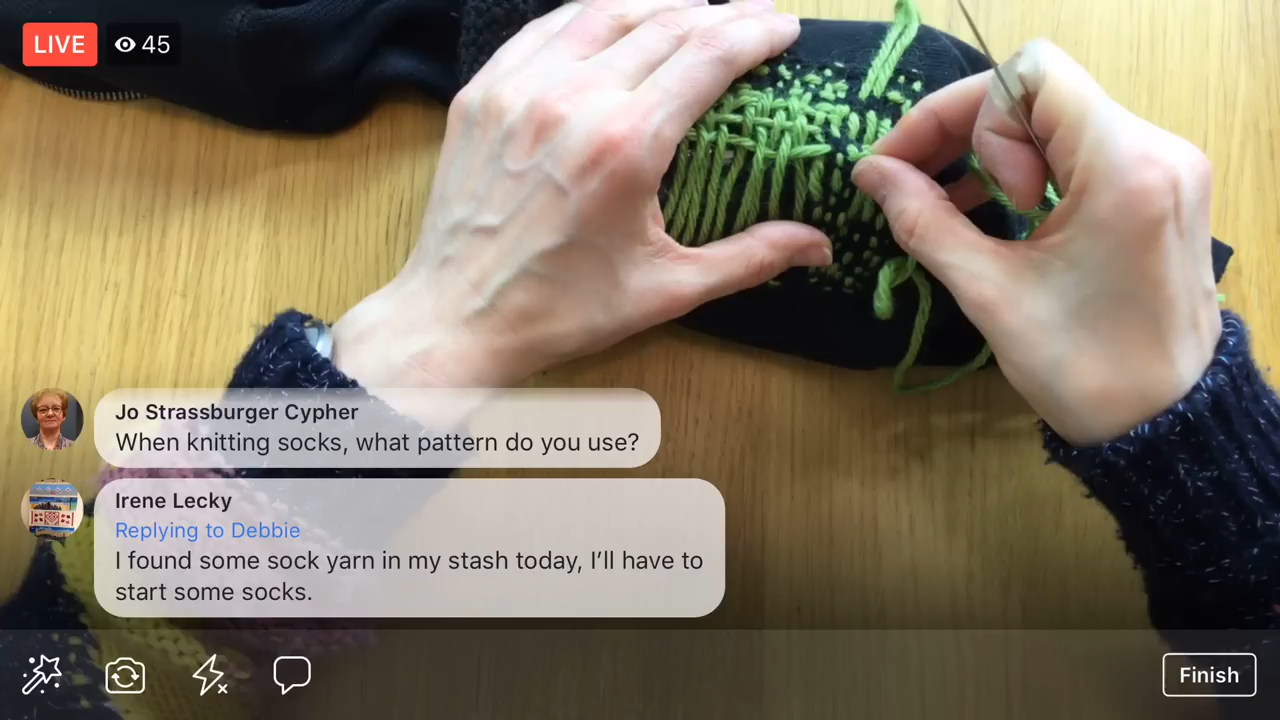 LIVE 45
Jo Strassburger Cypher
When knitting socks, what pattern do you use?
Irene Lecky
Replying to Debbie
I found some sock yarn in my stash today, I’ll have to
start some socks.
Finish